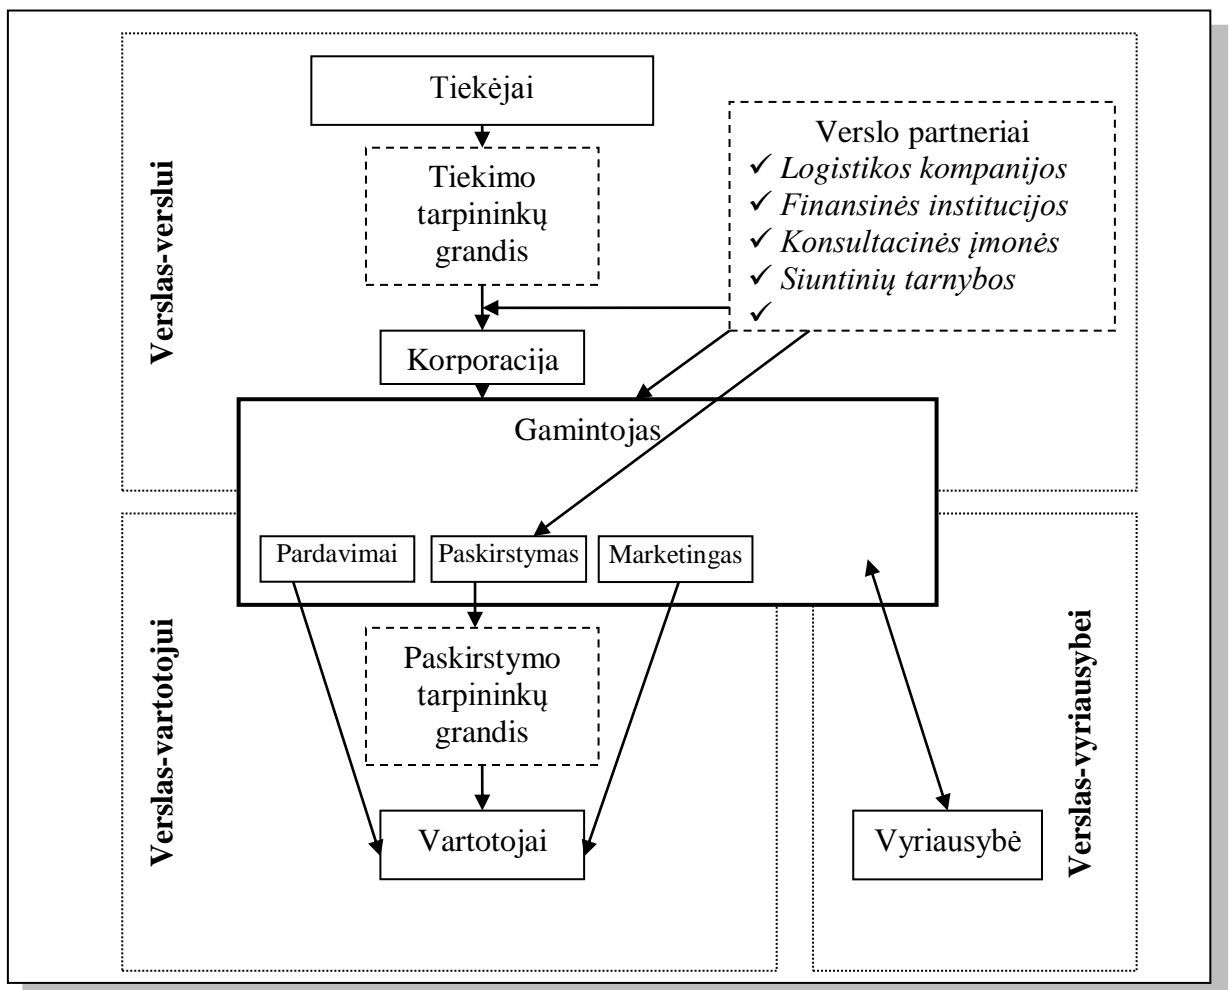 Tiekėjai
Verslo partneriai
✓ Logistikos kompanijos
✓ Finansinės institucijos
✓ Konsultacinės įmonės
✓ Siuntinių tarnybos
✓
Tiekimo
tarpininkų
grandis
Verslas-verslui
Korporacija
Gamintojas
Pardavimai
Paskirstymas
Marketingas
Verslas-vartotojui
Paskirstymo
tarpininkų
grandis
Vartotojai
Vyriausybė
Verslas-vyriausybei